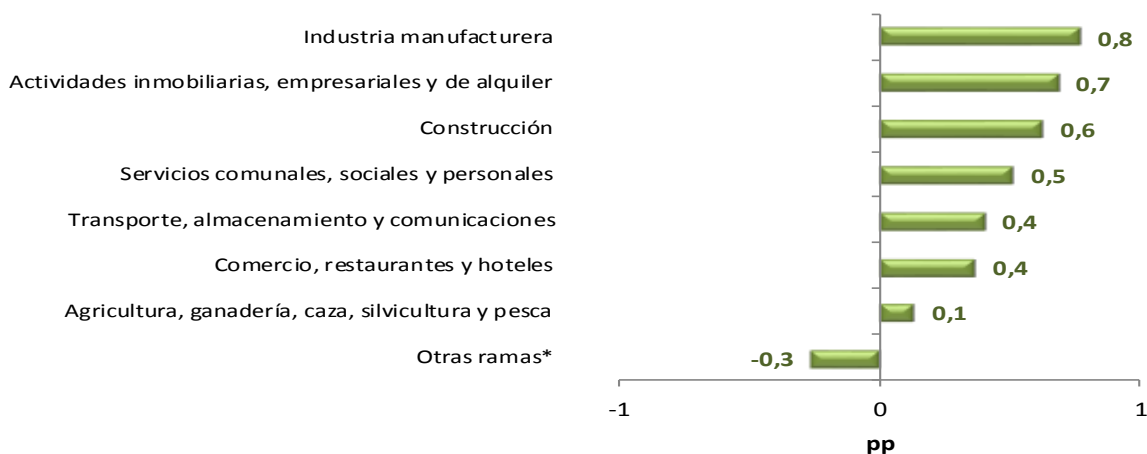 Industria manufacturera 0,8
Actividades inmobiliarias, empresariales y de alquiler 0,7
Construcción 0,6
Servicios comunales, sociales y personales 0,5
Transporte, almacenamiento y comunicaciones 0,4
Comercio, restaurantes y hoteles 0,4
Agricultura, ganadería, caza, silvicultura y pesca 0,1
Otras ramas* -0,3
-1 0 1
pp